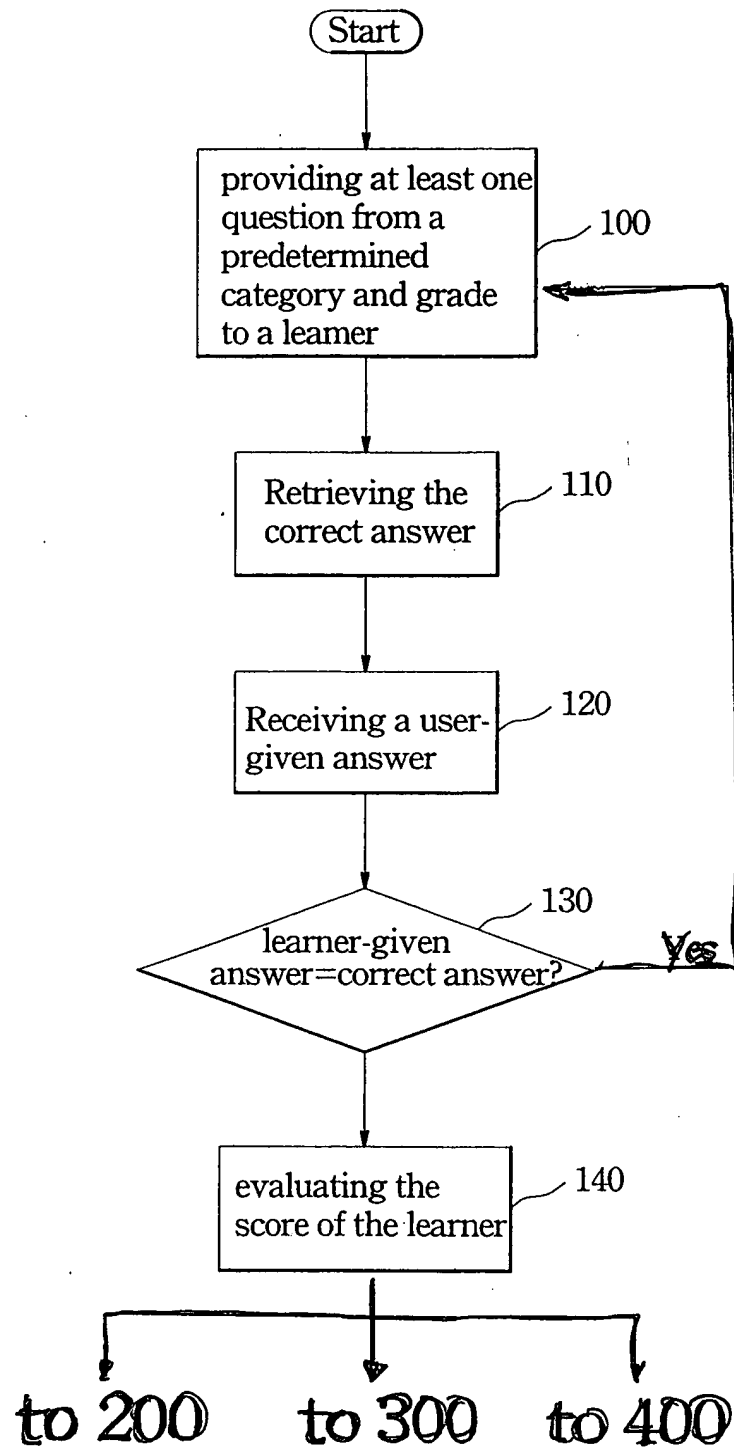 Start
providing at least one
question from a
predetermined
category and grade
to a learner
100
Retrieving the
correct answer
110
Receiving a user-
given answer
120
learner-given
answer=correct answer?
130
Yes
evaluating the
score of the learner
140
to 200
to 300
to 400